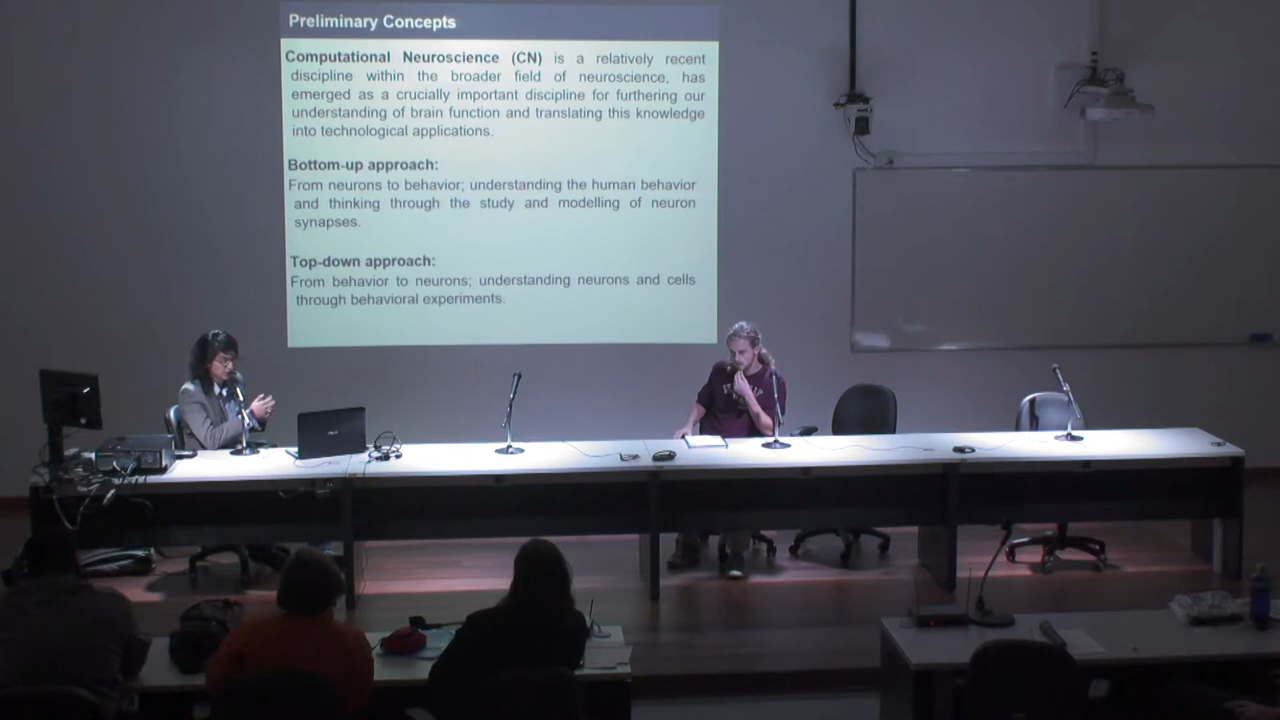 Preliminary Concepts
Computational Neuroscience (CN) is a relatively recent
discipline within the broader field of neuroscience, has
emerged as a crucially important discipline for furthering our
understanding of brain function and translating this knowledge
into technological applications.
Bottom-up approach:
From neurons to behavior; understanding the human behavior
and thinking through the study and modelling of neuron
synapses.
Top-down approach:
From behavior to neurons; understanding neurons and cells
through behavioral experiments.